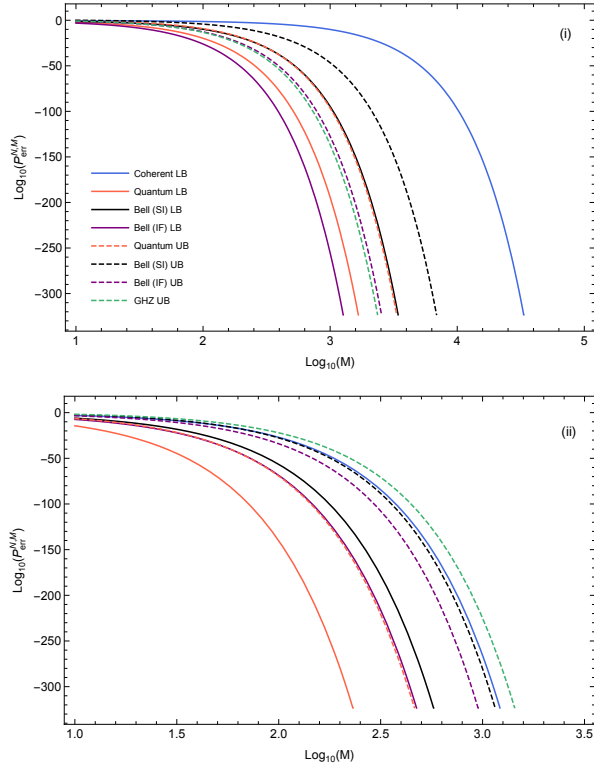 (i)
0
-50
-100
-150
-200
-250
-300
Log10(P_err^N,M)
Coherent LB
Quantum LB
Bell (SI) LB
Bell (IF) LB
Quantum UB
Bell (SI) UB
Bell (IF) UB
GHZ UB
1 2 3 4 5
Log10(M)
(ii)
0
-50
-100
-150
-200
-250
-300
Log10(P_err^N,M)
1.0 1.5 2.0 2.5 3.0 3.5
Log10(M)